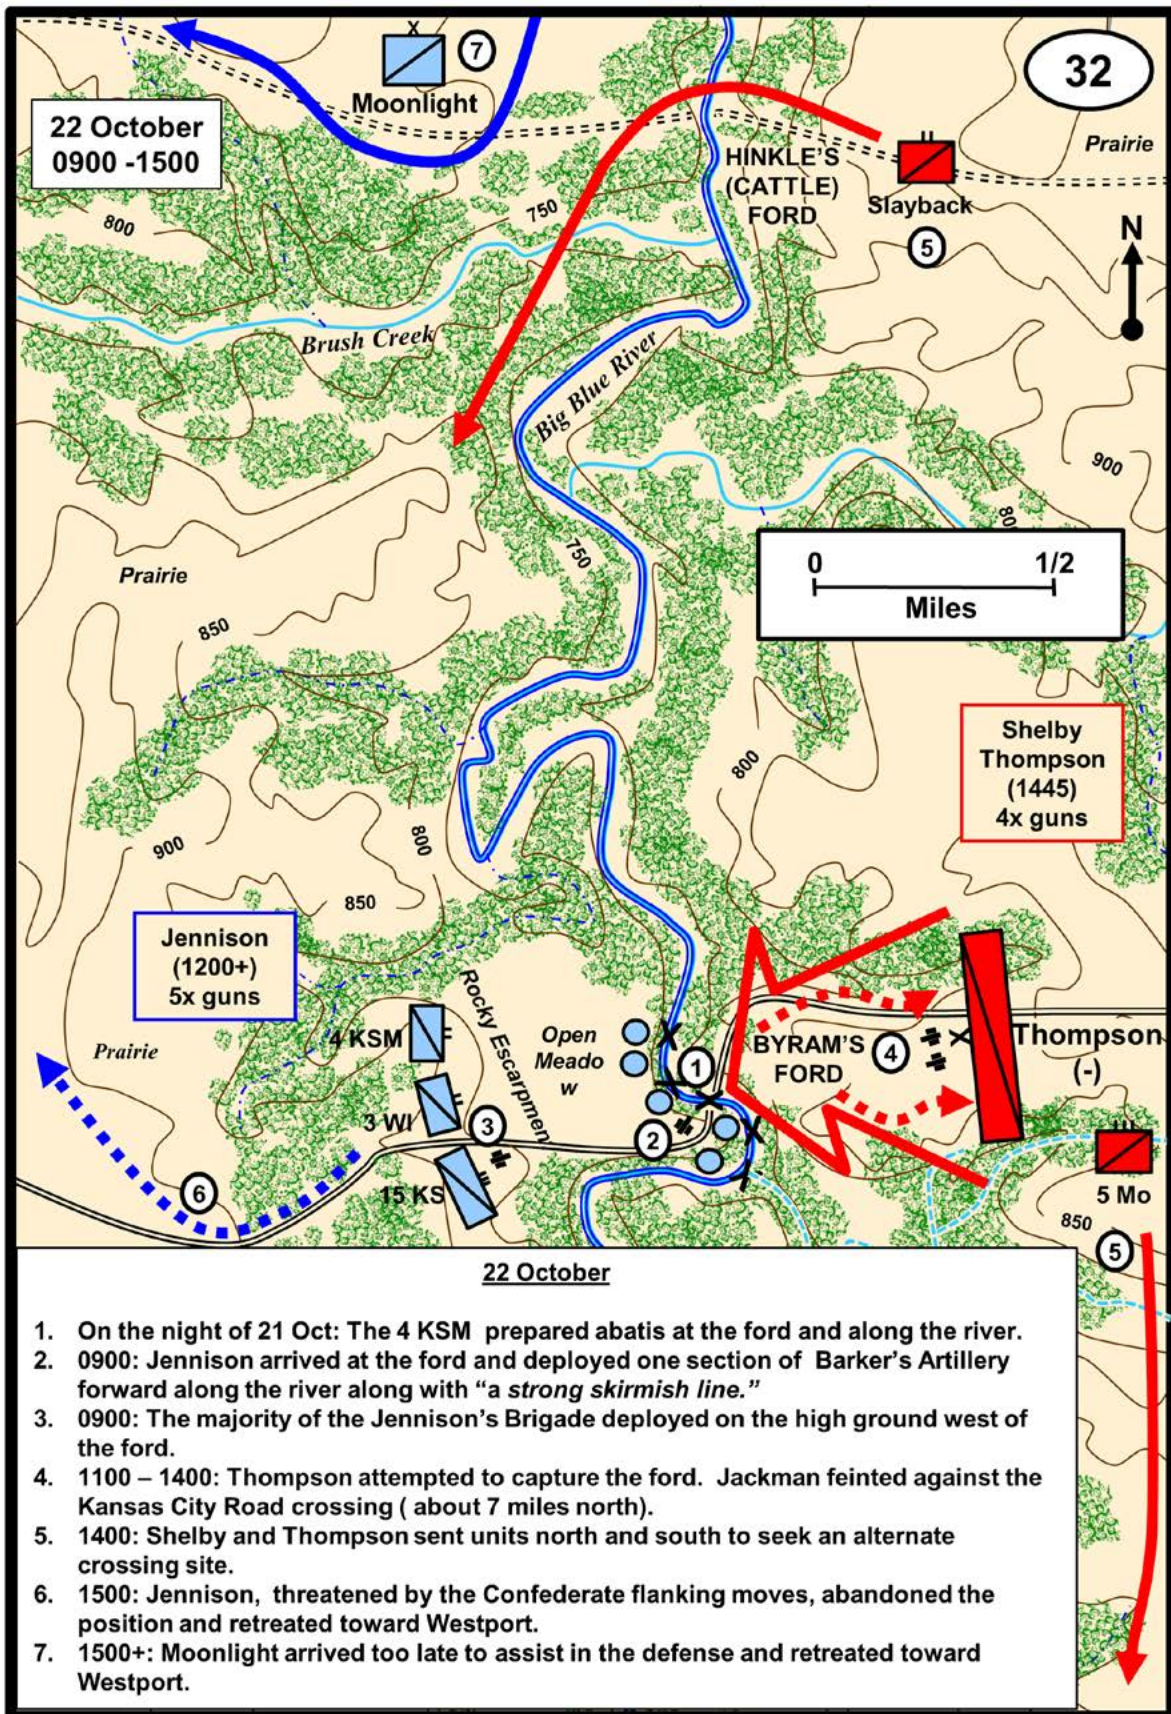 X
7
Moonlight
32
22 October
0900 -1500
Prairie
HINKLE'S
(CATTLE)
FORD
Slayback
5
N
800
750
Brush Creek
Big Blue River
900
800
750
0
1/2
Miles
Prairie
850
Shelby
Thompson
(1445)
4x guns
800
900
800
850
Jennison
(1200+)
5x guns
Rocky Escarpmen
Open
Meado
w
4 KSM
Prairie
BYRAM'S
FORD
4
Thompson
(-)
1
3 WI
3
2
15 KS
6
5 Mo
850
5
22 October
1. On the night of 21 Oct: The 4 KSM prepared abatis at the ford and along the river.
2. 0900: Jennison arrived at the ford and deployed one section of Barker's Artillery
forward along the river along with “a strong skirmish line.”
3. 0900: The majority of the Jennison's Brigade deployed on the high ground west of
the ford.
4. 1100 – 1400: Thompson attempted to capture the ford. Jackman feinted against the
Kansas City Road crossing ( about 7 miles north).
5. 1400: Shelby and Thompson sent units north and south to seek an alternate
crossing site.
6. 1500: Jennison, threatened by the Confederate flanking moves, abandoned the
position and retreated toward Westport.
7. 1500+: Moonlight arrived too late to assist in the defense and retreated toward
Westport.